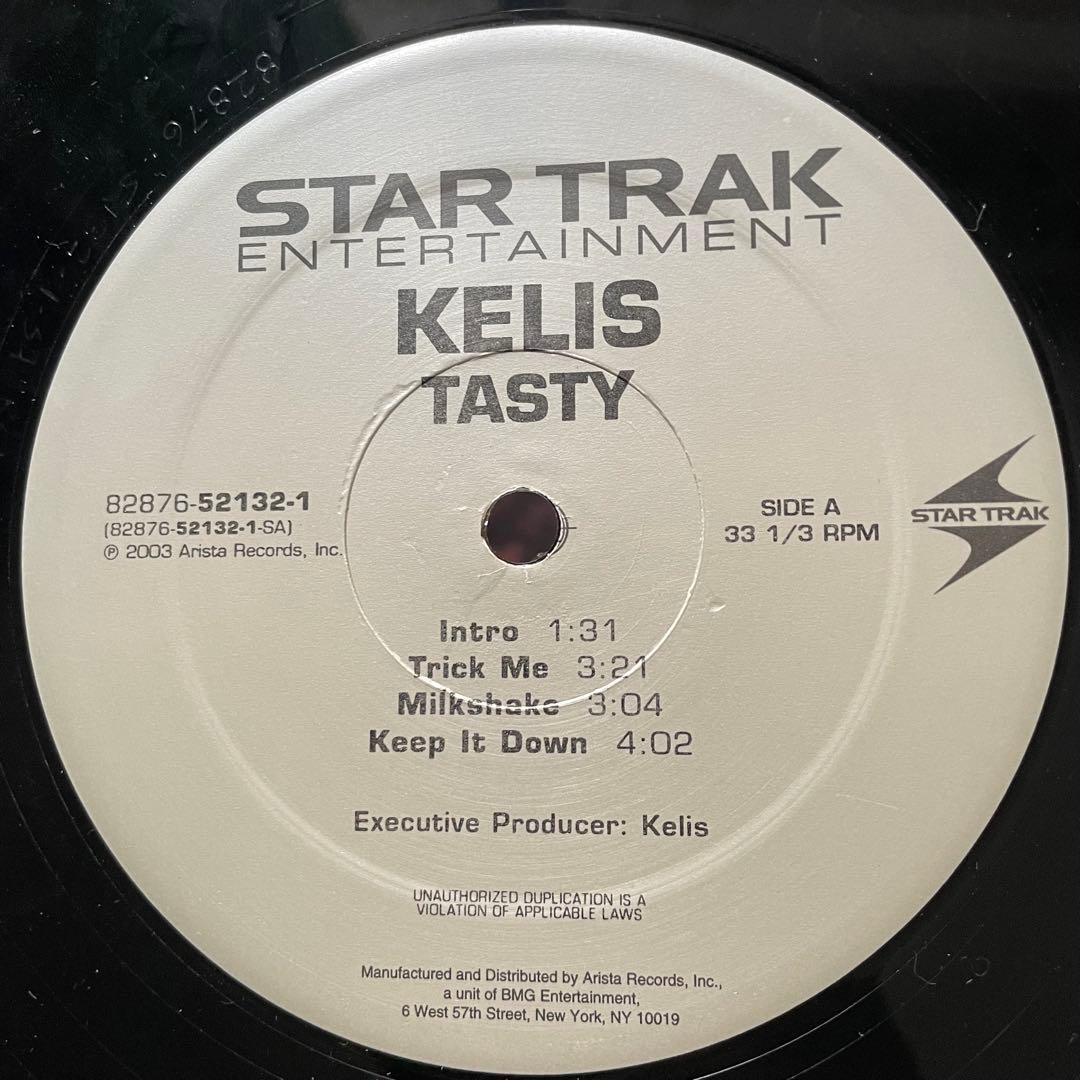 82876
STAR TRAK
ENTERTAINMENT
KELIS
TASTY
82876-52132-1
(82876-52132-1-SA)
℗ 2003 Arista Records, Inc.
SIDE A
33 1/3 RPM
STAR TRAK
Intro 1:31
Trick Me 3:21
Milkshake 3:04
Keep It Down 4:02
Executive Producer: Kelis
UNAUTHORIZED DUPLICATION IS A
VIOLATION OF APPLICABLE LAWS
Manufactured and Distributed by Arista Records, Inc.,
a unit of BMG Entertainment,
6 West 57th Street, New York, NY 10019